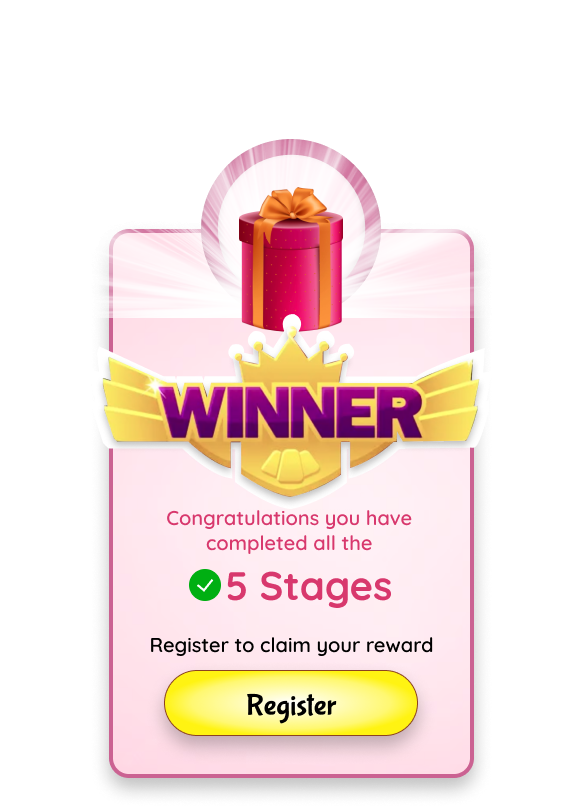 WINNER
Congratulations you have
completed all the
5 Stages
Register to claim your reward
Register